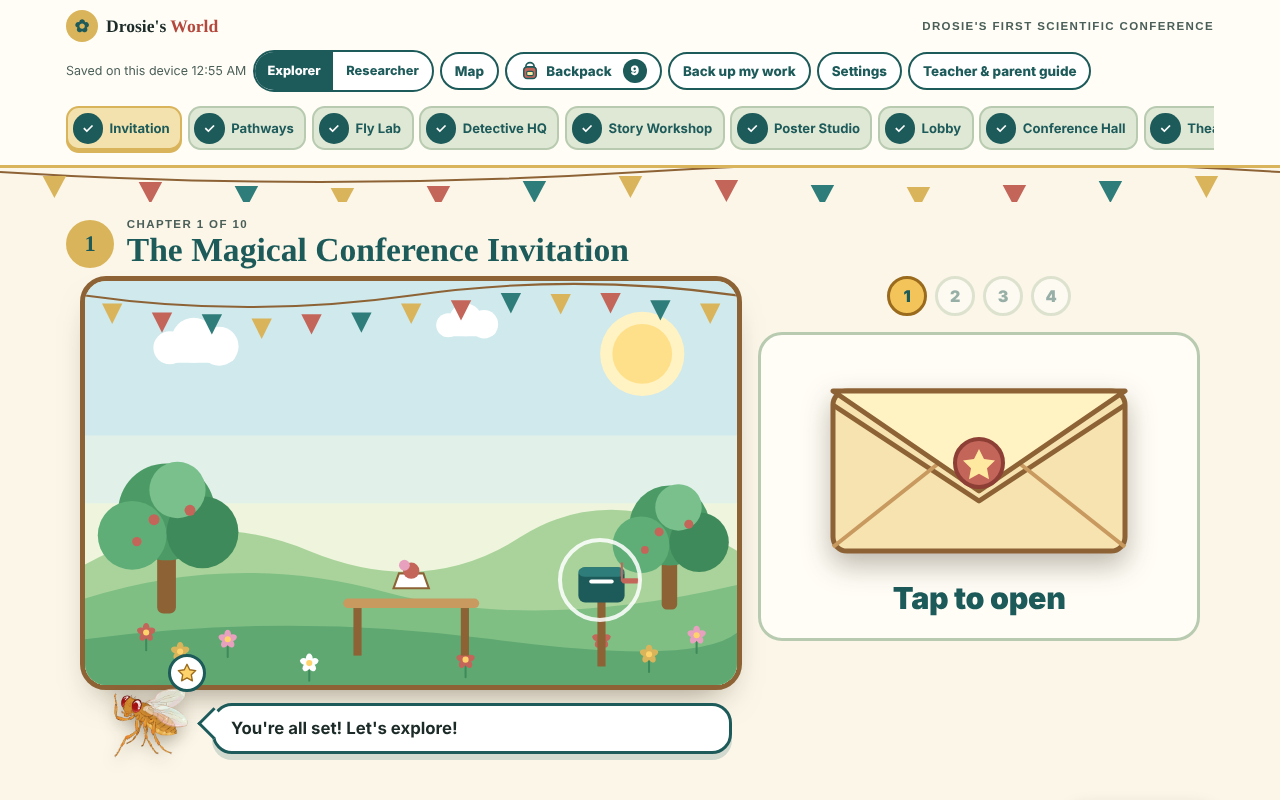 Drosie's World
DROSIE'S FIRST SCIENTIFIC CONFERENCE
Saved on this device 12:55 AM
Explorer
Researcher
Map
Backpack 9
Back up my work
Settings
Teacher & parent guide
Invitation
Pathways
Fly Lab
Detective HQ
Story Workshop
Poster Studio
Lobby
Conference Hall
CHAPTER 1 OF 10
1
The Magical Conference Invitation
1 2 3 4
Tap to open
You're all set! Let's explore!